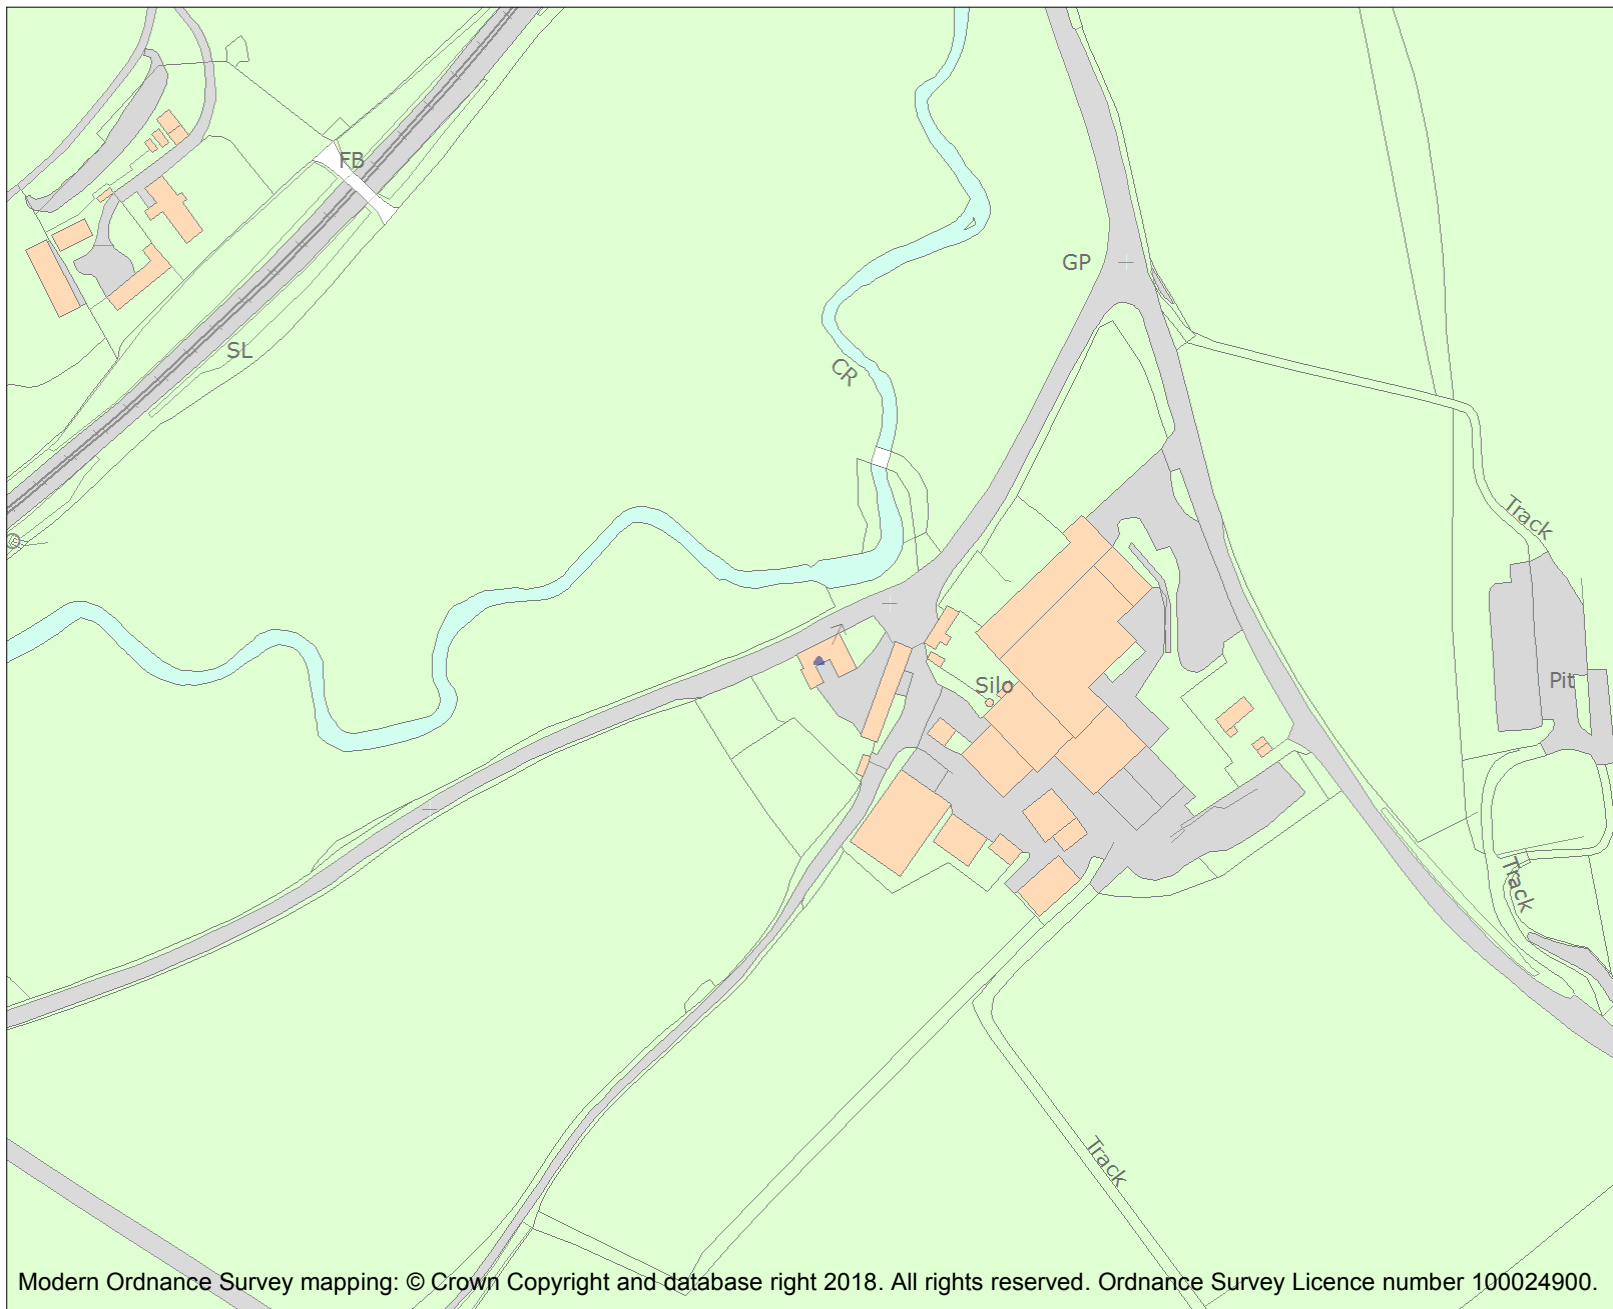 FB
GP
SL
CR
Track
Silo
Pit
Track
Track
Modern Ordnance Survey mapping: © Crown Copyright and database right 2018. All rights reserved. Ordnance Survey Licence number 100024900.